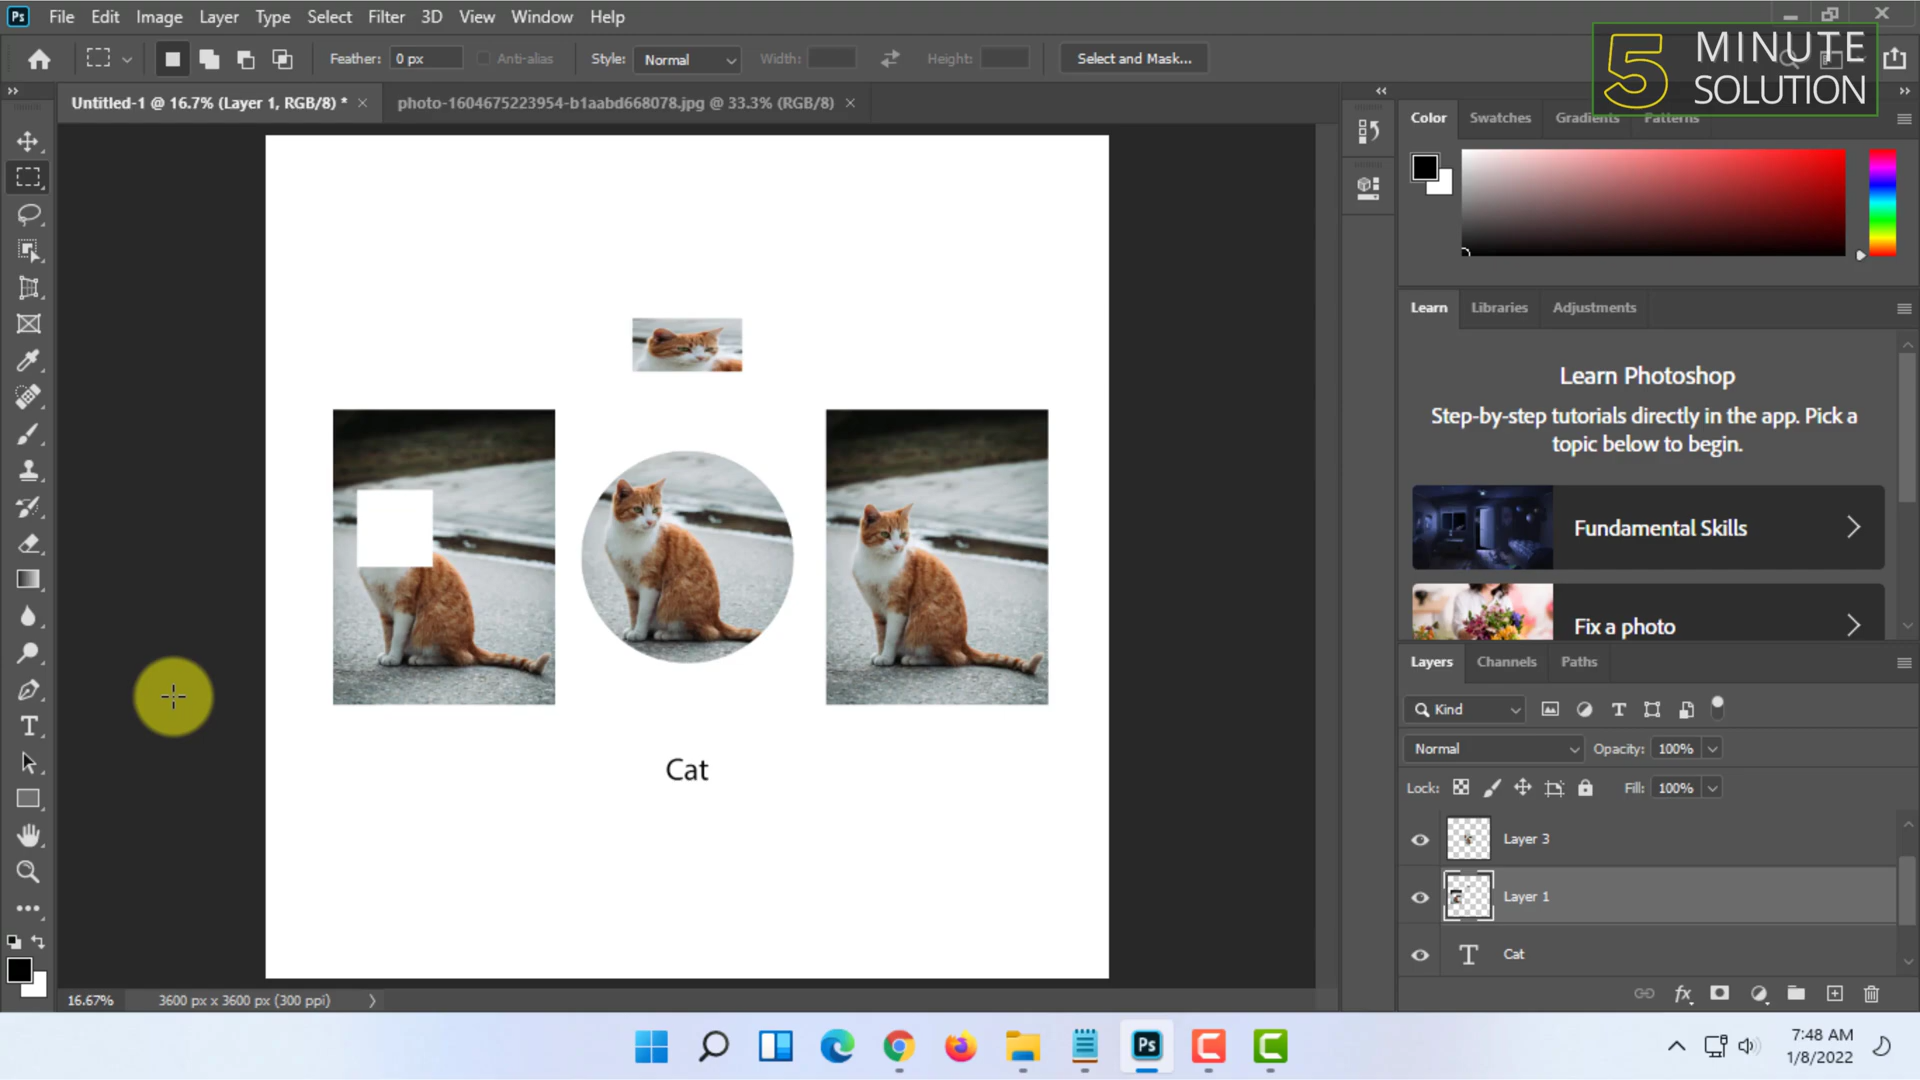 Ps File Edit Image Layer Type Select Filter 3D View Window Help
Feather: 0 px Anti-alias Style: Normal Width: Height: Select and Mask...
5 MINUTE SOLUTION
Untitled-1 @ 16.7% (Layer 1, RGB/8) * photo-1604675223954-b1aabd668078.jpg @ 33.3% (RGB/8)
Color Swatches Gradients Patterns
Learn Libraries Adjustments
Learn Photoshop
Step-by-step tutorials directly in the app. Pick a
topic below to begin.
Fundamental Skills
Fix a photo
Cat
Layers Channels Paths
Kind
Normal Opacity: 100%
Lock: Fill: 100%
Layer 3
Layer 1
T Cat
fx
16.67% 3600 px x 3600 px (300 ppi)
Ps
7:48 AM
1/8/2022